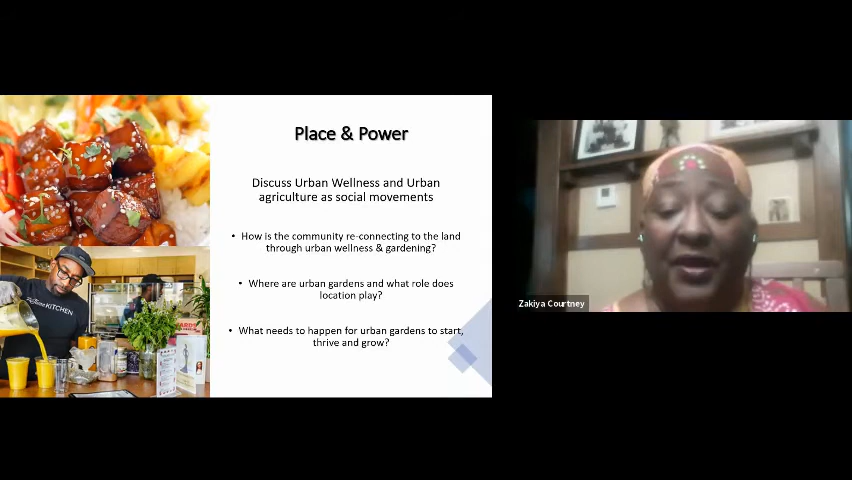 Place & Power
Discuss Urban Wellness and Urban
agriculture as social movements
• How is the community re-connecting to the land
through urban wellness & gardening?
• Where are urban gardens and what role does
location play?
• What needs to happen for urban gardens to start,
thrive and grow?
KITCHEN
Zakiya Courtney